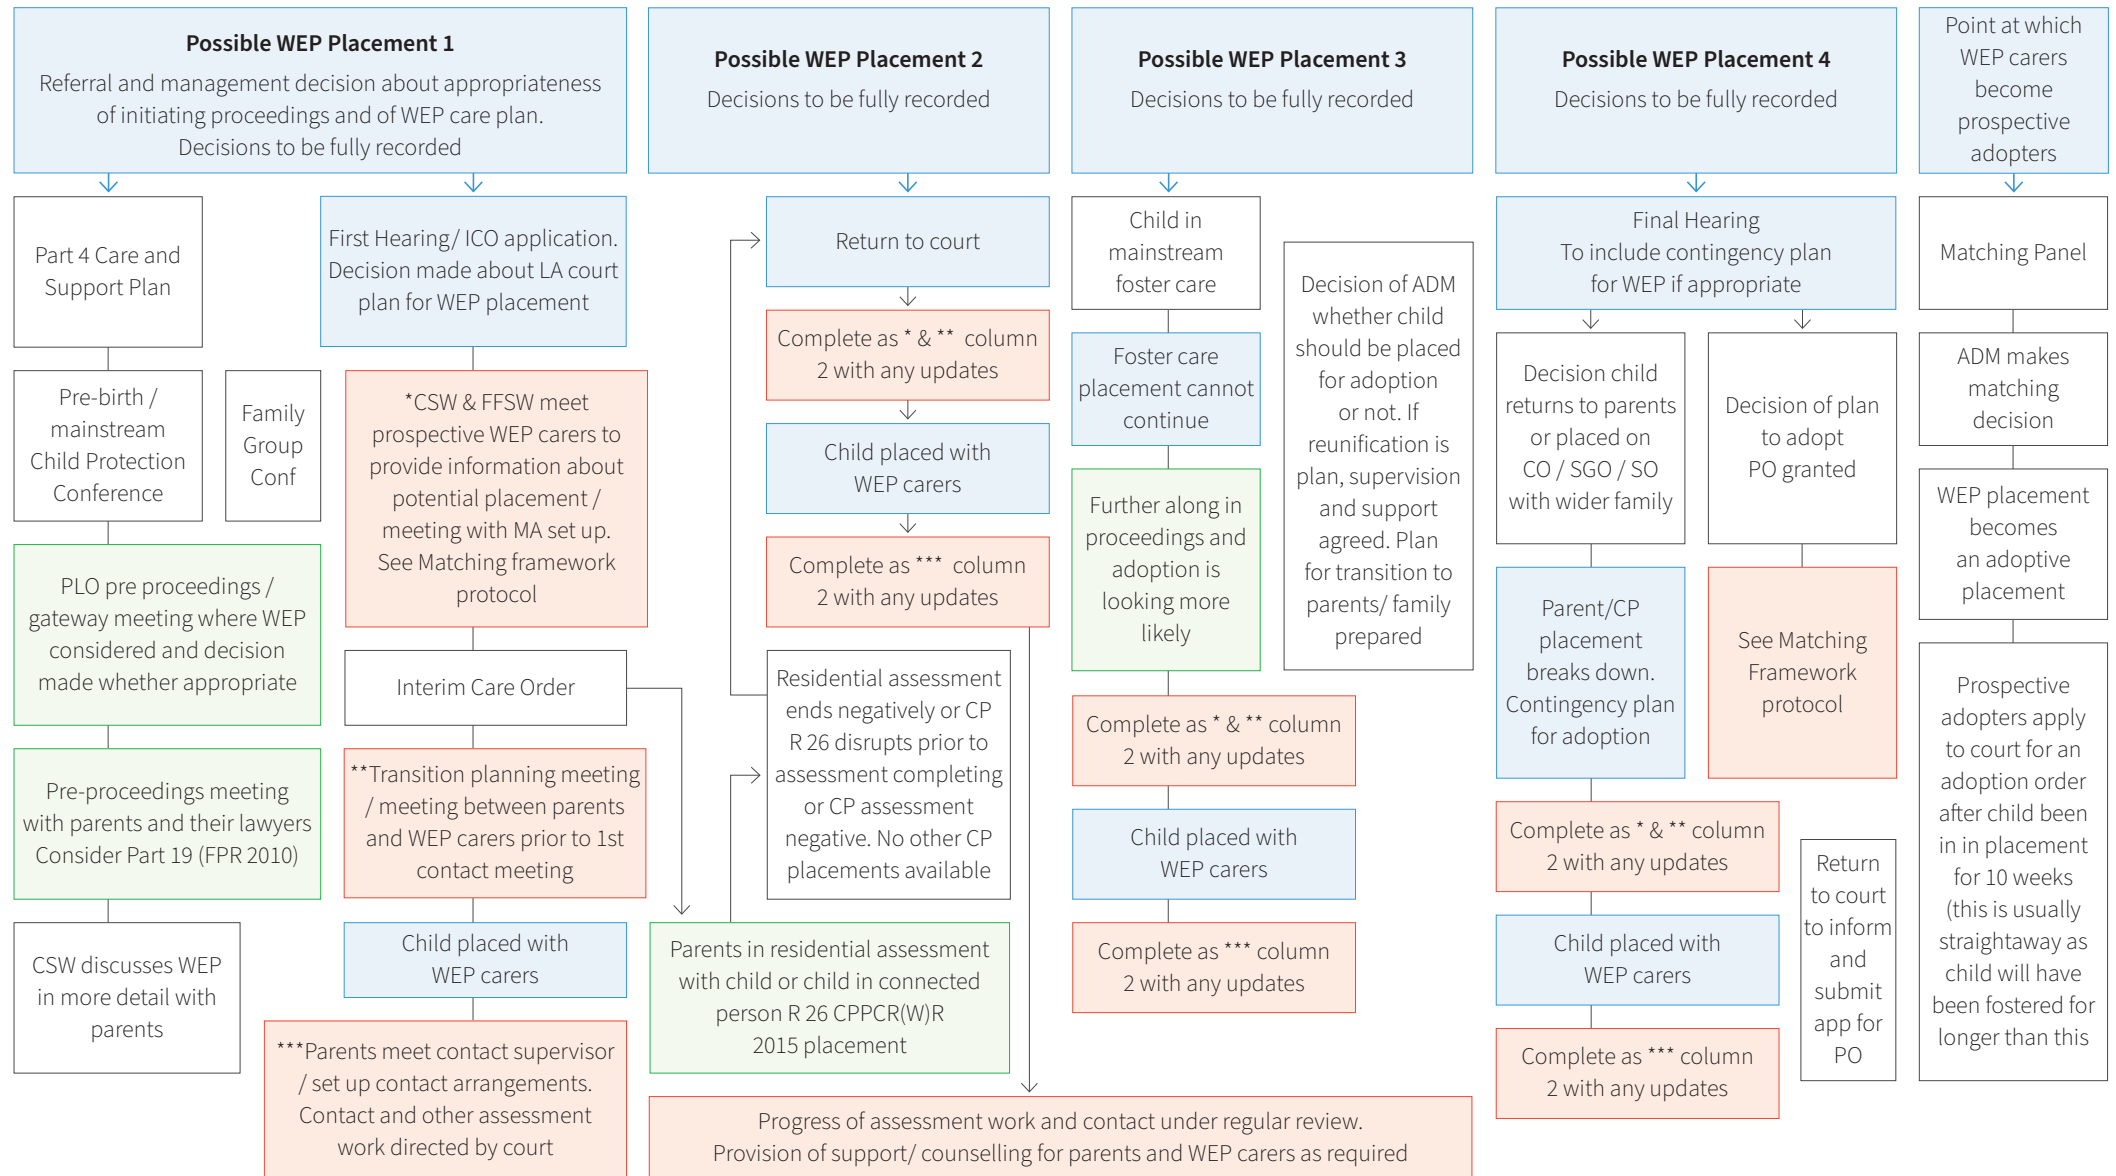 Possible WEP Placement 1
Referral and management decision about appropriateness
of initiating proceedings and of WEP care plan.
Decisions to be fully recorded
Part 4 Care and
Support Plan
Pre-birth /
mainstream
Child Protection
Conference
Family
Group
Conf
PLO pre proceedings /
gateway meeting where WEP
considered and decision
made whether appropriate
Pre-proceedings meeting
with parents and their lawyers
Consider Part 19 (FPR 2010)
CSW discusses WEP
in more detail with
parents
First Hearing/ ICO application.
Decision made about LA court
plan for WEP placement
*CSW & FFSW meet
prospective WEP carers to
provide information about
potential placement /
meeting with MA set up.
See Matching framework
protocol
Interim Care Order
**Transition planning meeting
/ meeting between parents
and WEP carers prior to 1st
contact meeting
Child placed with
WEP carers
***Parents meet contact supervisor
/ set up contact arrangements.
Contact and other assessment
work directed by court
Possible WEP Placement 2
Decisions to be fully recorded
Return to court
Complete as * & ** column
2 with any updates
Child placed with
WEP carers
Complete as *** column
2 with any updates
Residential assessment
ends negatively or CP
R 26 disrupts prior to
assessment completing
or CP assessment
negative. No other CP
placements available
Parents in residential assessment
with child or child in connected
person R 26 CPPCR(W)R
2015 placement
Progress of assessment work and contact under regular review.
Provision of support/ counselling for parents and WEP carers as required
Possible WEP Placement 3
Decisions to be fully recorded
Child in
mainstream
foster care
Foster care
placement cannot
continue
Further along in
proceedings and
adoption is
looking more
likely
Complete as * & ** column
2 with any updates
Child placed with
WEP carers
Complete as *** column
2 with any updates
Decision of ADM
whether child
should be placed
for adoption
or not. If
reunification is
plan, supervision
and support
agreed. Plan
for transition to
parents/ family
prepared
Possible WEP Placement 4
Decisions to be fully recorded
Final Hearing
To include contingency plan
for WEP if appropriate
Decision child
returns to parents
or placed on
CO / SGO / SO
with wider family
Decision of plan
to adopt
PO granted
Parent/CP
placement
breaks down.
Contingency plan
for adoption
See Matching
Framework
protocol
Complete as * & ** column
2 with any updates
Child placed with
WEP carers
Complete as *** column
2 with any updates
Return
to court
to inform
and
submit
app for
PO
Point at which
WEP carers
become
prospective
adopters
Matching Panel
ADM makes
matching
decision
WEP placement
becomes
an adoptive
placement
Prospective
adopters apply
to court for an
adoption order
after child been
in in placement
for 10 weeks
(this is usually
straightaway as
child will have
been fostered for
longer than this